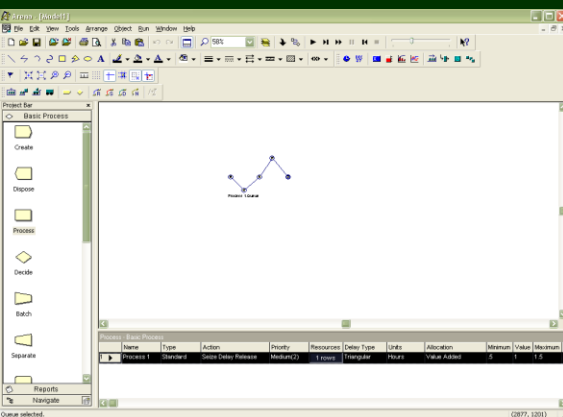 Arena - [Model1]
File Edit View Tools Arrange Object Run Window Help
58%
Project Bar
Basic Process
Create
Dispose
Process
Decide
Batch
Separate
Reports
Navigate
Process 1.Queue
Process - Basic Process
Name Type Action Priority Resources Delay Type Units Allocation Minimum Value Maximum
1 Process 1 Standard Seize Delay Release Medium(2) 1 rows Triangular Hours Value Added .5 1 1.5
Queue selected. (2877, 1201)